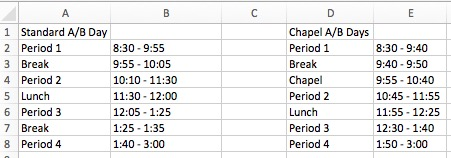 A B C D E
1 Standard A/B Day Chapel A/B Days
2 Period 1 8:30 - 9:55 Period 1 8:30 - 9:40
3 Break 9:55 - 10:05 Break 9:40 - 9:50
4 Period 2 10:10 - 11:30 Chapel 9:55 - 10:40
5 Lunch 11:30 - 12:00 Period 2 10:45 - 11:55
6 Period 3 12:05 - 1:25 Lunch 11:55 - 12:25
7 Break 1:25 - 1:35 Period 3 12:30 - 1:40
8 Period 4 1:40 - 3:00 Period 4 1:50 - 3:00